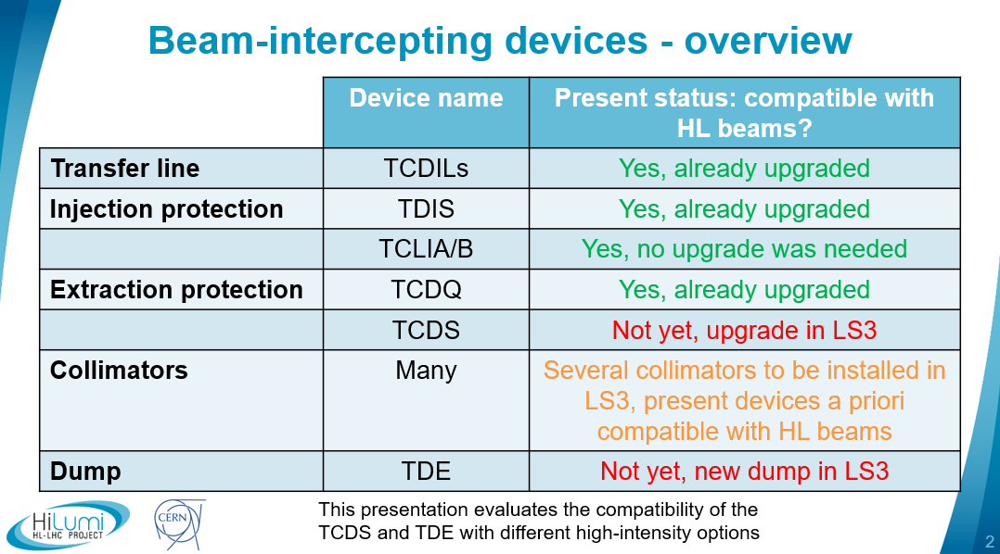 Beam-intercepting devices - overview
Device name
Present status: compatible with
HL beams?
Transfer line
TCDILs
Yes, already upgraded
Injection protection
TDIS
Yes, already upgraded
TCLIA/B
Yes, no upgrade was needed
Extraction protection
TCDQ
Yes, already upgraded
TCDS
Not yet, upgrade in LS3
Collimators
Many
Several collimators to be installed in
LS3, present devices a priori
compatible with HL beams
Dump
TDE
Not yet, new dump in LS3
HiLumi
HL-LHC PROJECT
CERN
This presentation evaluates the compatibility of the
TCDS and TDE with different high-intensity options
2